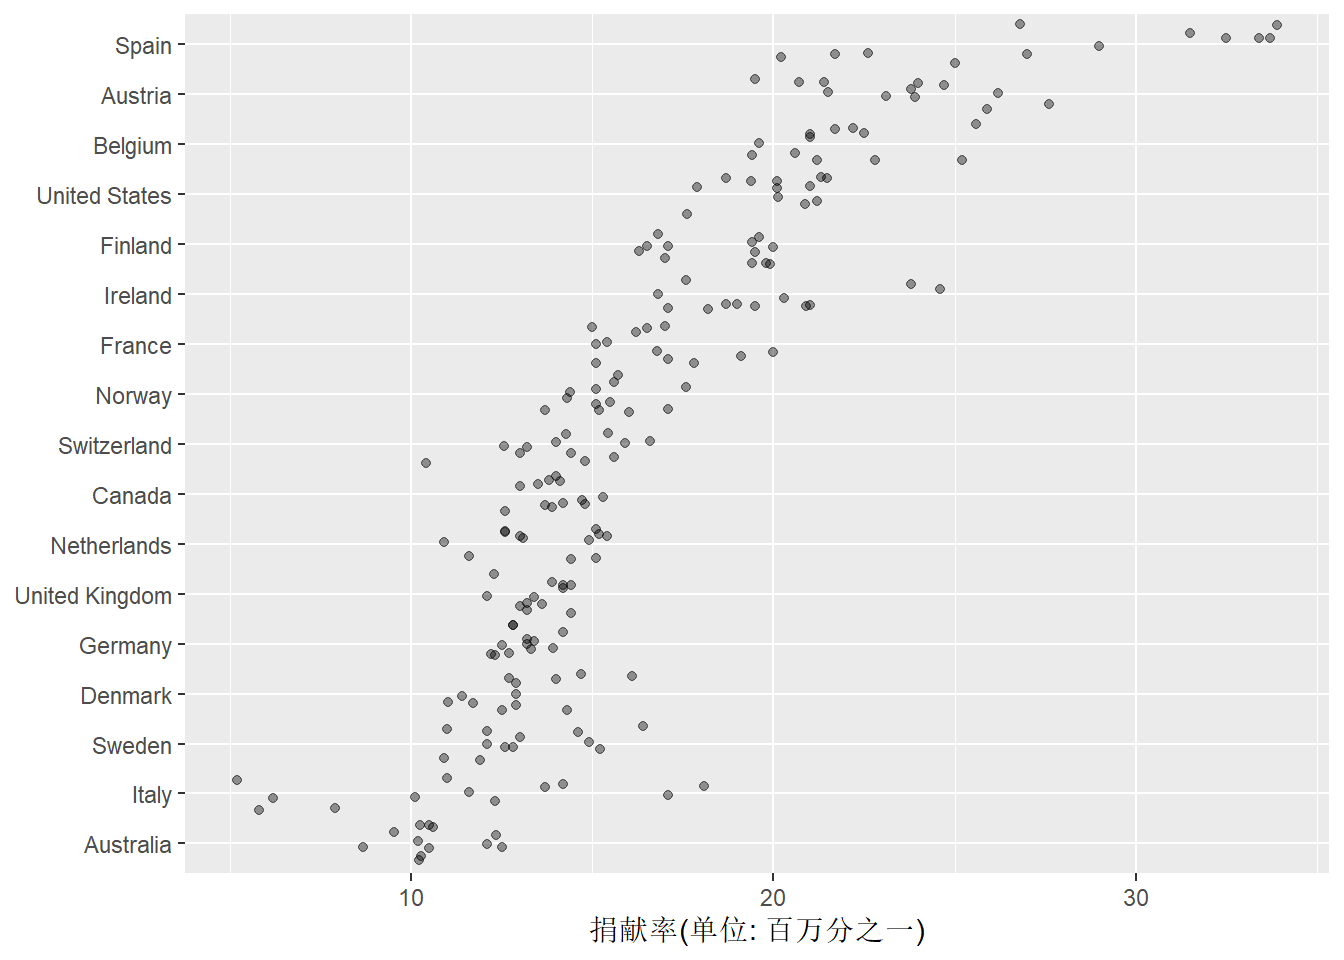 Spain
Austria
Belgium
United States
Finland
Ireland
France
Norway
Switzerland
Canada
Netherlands
United Kingdom
Germany
Denmark
Sweden
Italy
Australia
10 20 30
捐献率(单位: 百万分之一)